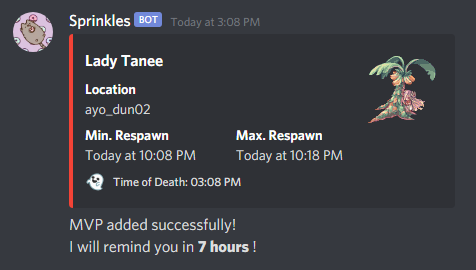 Sprinkles BOT Today at 3:08 PM
Lady Tanee
Location
ayo_dun02
Min. Respawn Max. Respawn
Today at 10:08 PM Today at 10:18 PM
Time of Death: 03:08 PM
MVP added successfully!
I will remind you in 7 hours !